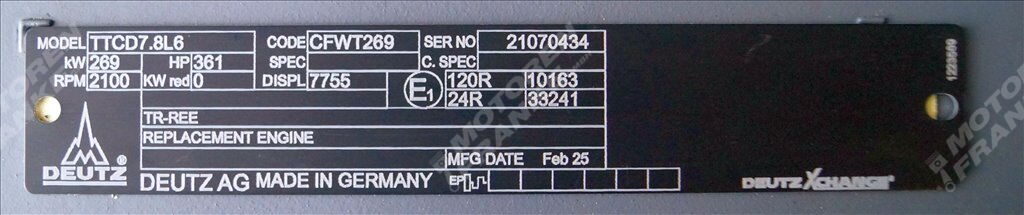 MODEL TTCD7.8L6 CODE CFWT269 SER NO 21070434
kW 269 HP 361 SPEC C. SPEC
RPM 2100 KW red 0 DISPL 7755 E1 120R 10163
24R 33241
TR-REE
REPLACEMENT ENGINE
MFG DATE Feb 25
DEUTZ®
DEUTZ AG MADE IN GERMANY EP
DEUTZ XCHANGE®
MOTOREN
FRANKEN